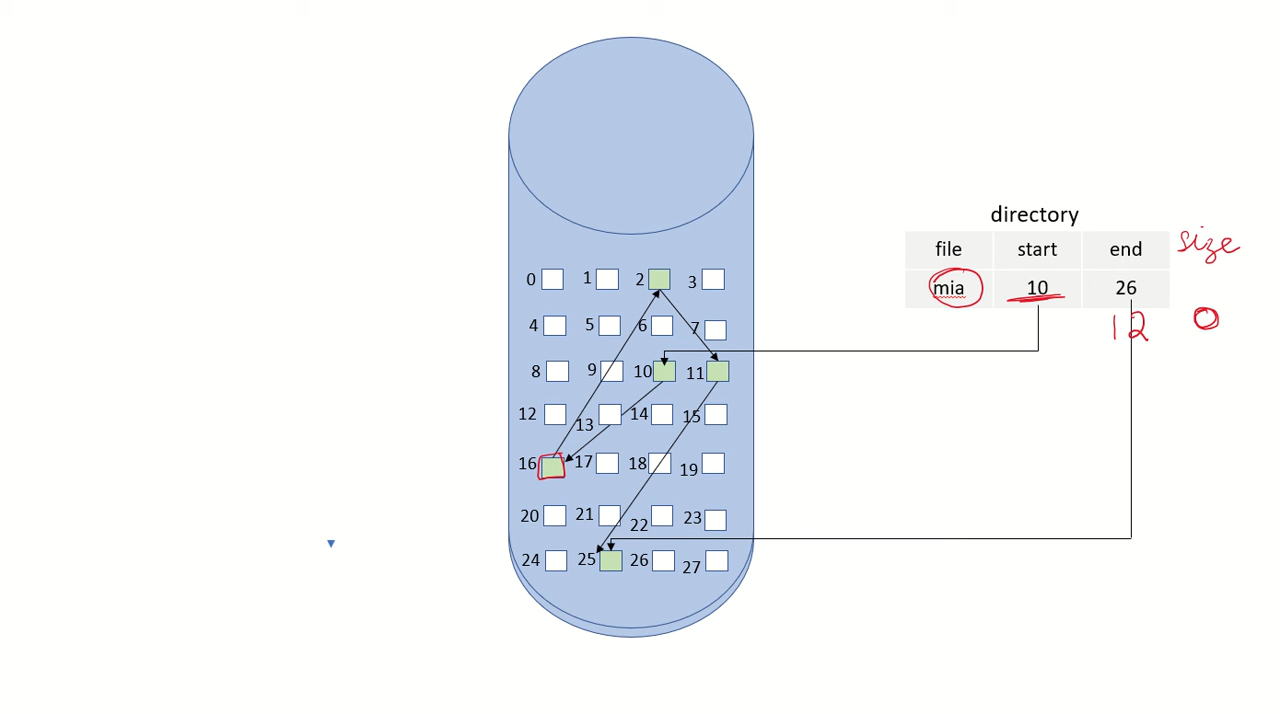 directory
file start end size
mia 10 26
12 0
0 1 2 3
4 5 6 7
8 9 10 11
12 13 14 15
16 17 18 19
20 21 22 23
24 25 26 27